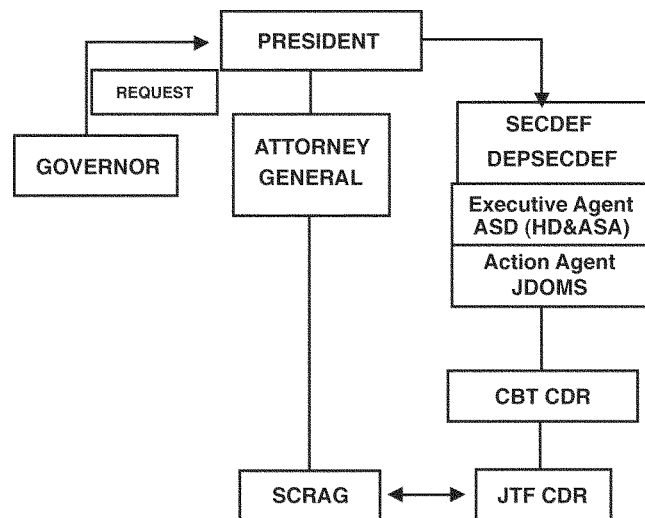 PRESIDENT
REQUEST
GOVERNOR
ATTORNEY
GENERAL
SECDEF
DEPSECDEF
Executive Agent
ASD (HD&ASA)
Action Agent
JDOMS
CBT CDR
SCRAG
JTF CDR